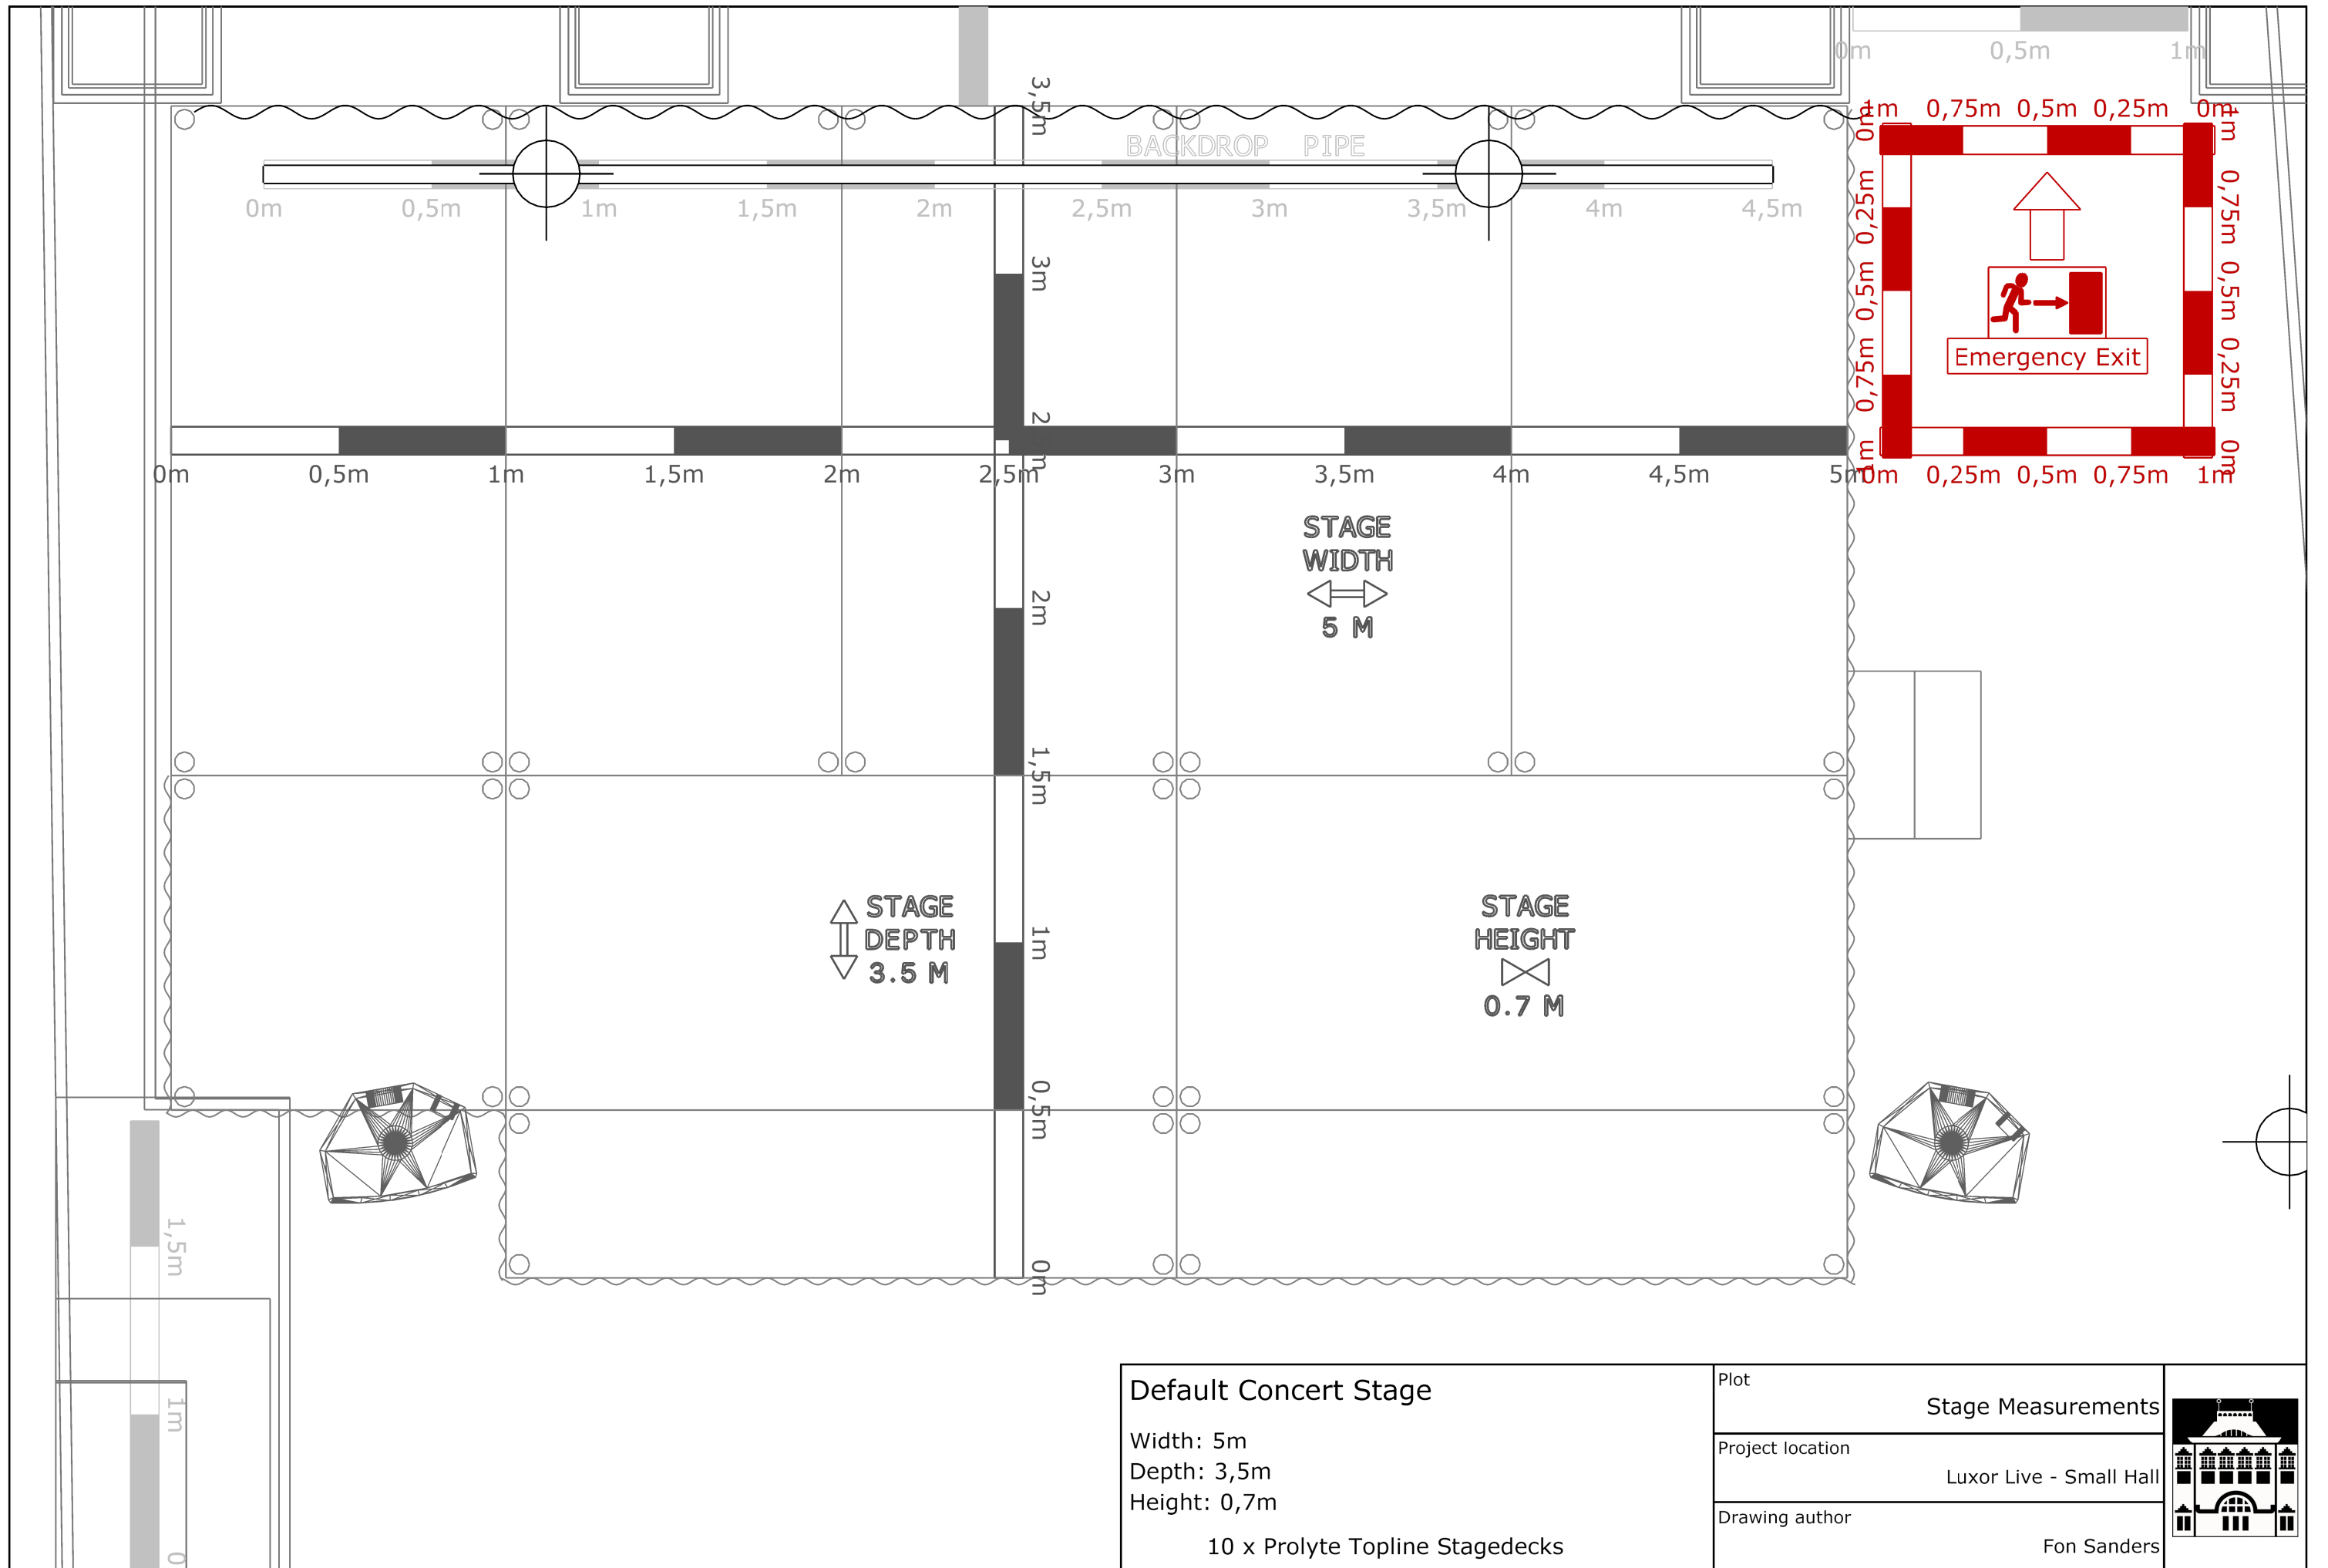 0m 0,5m 1m
3,5m
1m 0,75m 0,5m 0,25m 0m
0m 0,25m 0,5m 0,75m 1m
1m 0,75m 0,5m 0,25m 0m
BACKDROP PIPE
0m 0,5m 1m 1,5m 2m 2,5m 3m 3,5m 4m 4,5m
3m
Emergency Exit
2,5m
0m 0,5m 1m 1,5m 2m 2,5m 3m 3,5m 4m 4,5m 5m
0m 0,25m 0,5m 0,75m 1m
STAGE
WIDTH
5 M
2m
1,5m
STAGE
DEPTH
3.5 M
1m
STAGE
HEIGHT
0.7 M
0,5m
0m
1,5m
1m
0
Default Concert Stage
Width: 5m
Depth: 3,5m
Height: 0,7m
10 x Prolyte Topline Stagedecks
Plot
Stage Measurements
Project location
Luxor Live - Small Hall
Drawing author
Fon Sanders